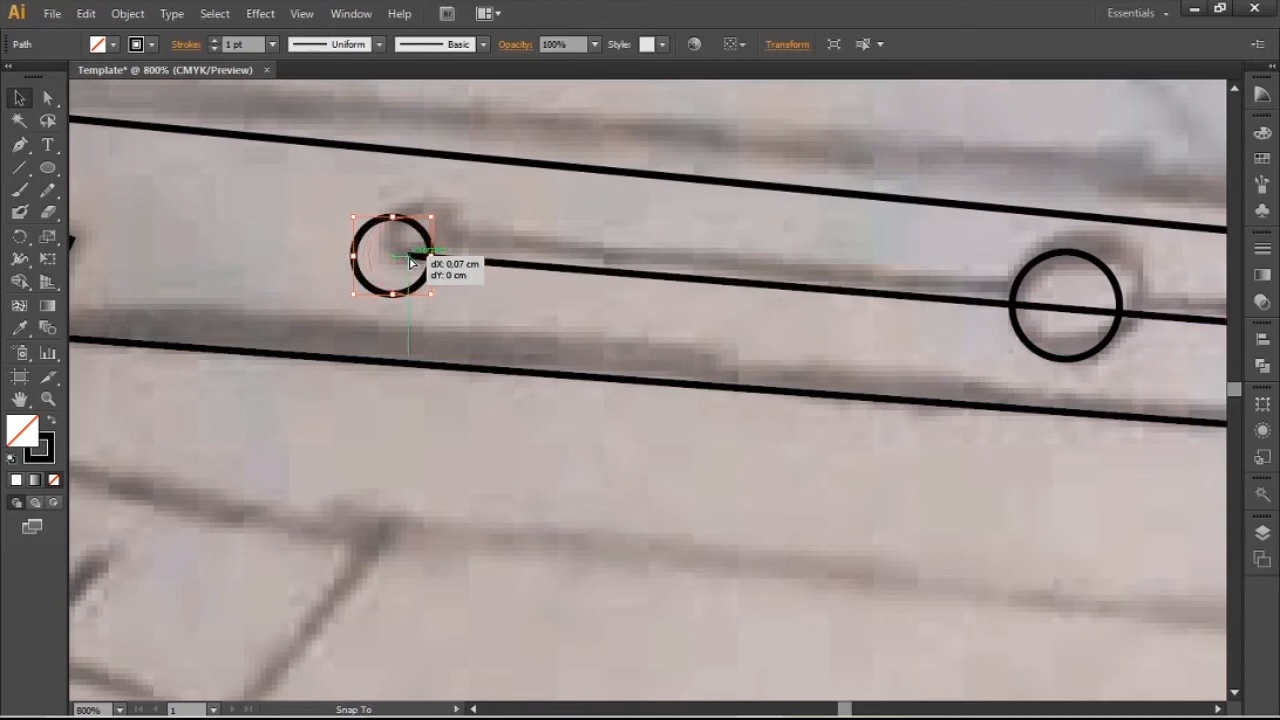 Ai File Edit Object Type Select Effect View Window Help Br Essentials
Path Stroke: 1 pt Uniform Basic Opacity: 100% Style: Transform
Template* @ 800% (CMYK/Preview) ×
dX: 0,07 cm
dY: 0 cm
800% 1 Snap To